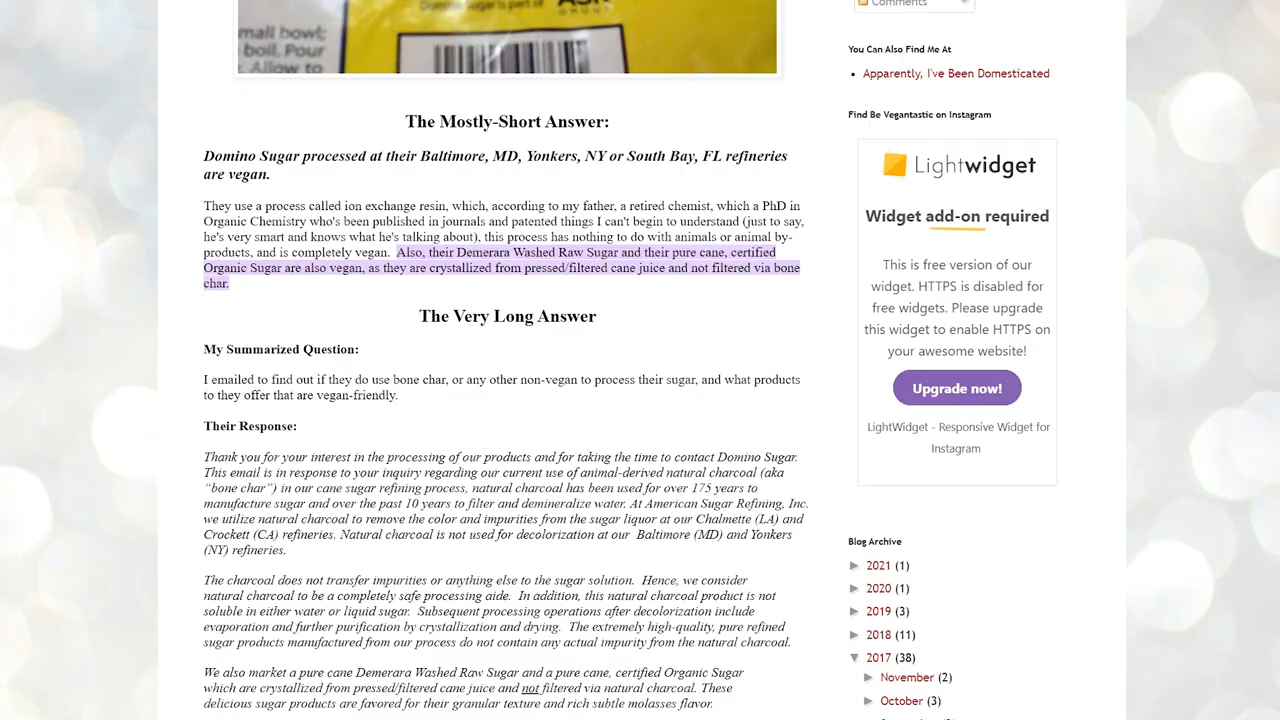 Domino Sugar is part of ASR
GROUP
mall bowl;
boil. Pour
Allow to
The Mostly-Short Answer:
Domino Sugar processed at their Baltimore, MD, Yonkers, NY or South Bay, FL refineries
are vegan.
They use a process called ion exchange resin, which, according to my father, a retired chemist, which a PhD in
Organic Chemistry who's been published in journals and patented things I can't begin to understand (just to say,
he's very smart and knows what he's talking about), this process has nothing to do with animals or animal by-
products, and is completely vegan.  Also, their Demerara Washed Raw Sugar and their pure cane, certified
Organic Sugar are also vegan, as they are crystallized from pressed/filtered cane juice and not filtered via bone
char.
The Very Long Answer
My Summarized Question:
I emailed to find out if they do use bone char, or any other non-vegan to process their sugar, and what products
to they offer that are vegan-friendly.
Their Response:
Thank you for your interest in the processing of our products and for taking the time to contact Domino Sugar.
This email is in response to your inquiry regarding our current use of animal-derived natural charcoal (aka
“bone char”) in our cane sugar refining process, natural charcoal has been used for over 175 years to
manufacture sugar and over the past 10 years to filter and demineralize water. At American Sugar Refining, Inc.
we utilize natural charcoal to remove the color and impurities from the sugar liquor at our Chalmette (LA) and
Crockett (CA) refineries. Natural charcoal is not used for decolorization at our  Baltimore (MD) and Yonkers
(NY) refineries.
The charcoal does not transfer impurities or anything else to the sugar solution.  Hence, we consider
natural charcoal to be a completely safe processing aide.  In addition, this natural charcoal product is not
soluble in either water or liquid sugar.  Subsequent processing operations after decolorization include
evaporation and further purification by crystallization and drying.  The extremely high-quality, pure refined
sugar products manufactured from our process do not contain any actual impurity from the natural charcoal.
We also market a pure cane Demerara Washed Raw Sugar and a pure cane, certified Organic Sugar
which are crystallized from pressed/filtered cane juice and not filtered via natural charcoal. These
delicious sugar products are favored for their granular texture and rich subtle molasses flavor.
Comments
You Can Also Find Me At
Apparently, I've Been Domesticated
Find Be Vegantastic on Instagram
Lightwidget
Widget add-on required
This is free version of our
widget. HTTPS is disabled for
free widgets. Please upgrade
this widget to enable HTTPS on
your awesome website!
Upgrade now!
LightWidget - Responsive Widget for
Instagram
Blog Archive
► 2021 (1)
► 2020 (1)
► 2019 (3)
► 2018 (11)
▼ 2017 (38)
► November (2)
► October (3)